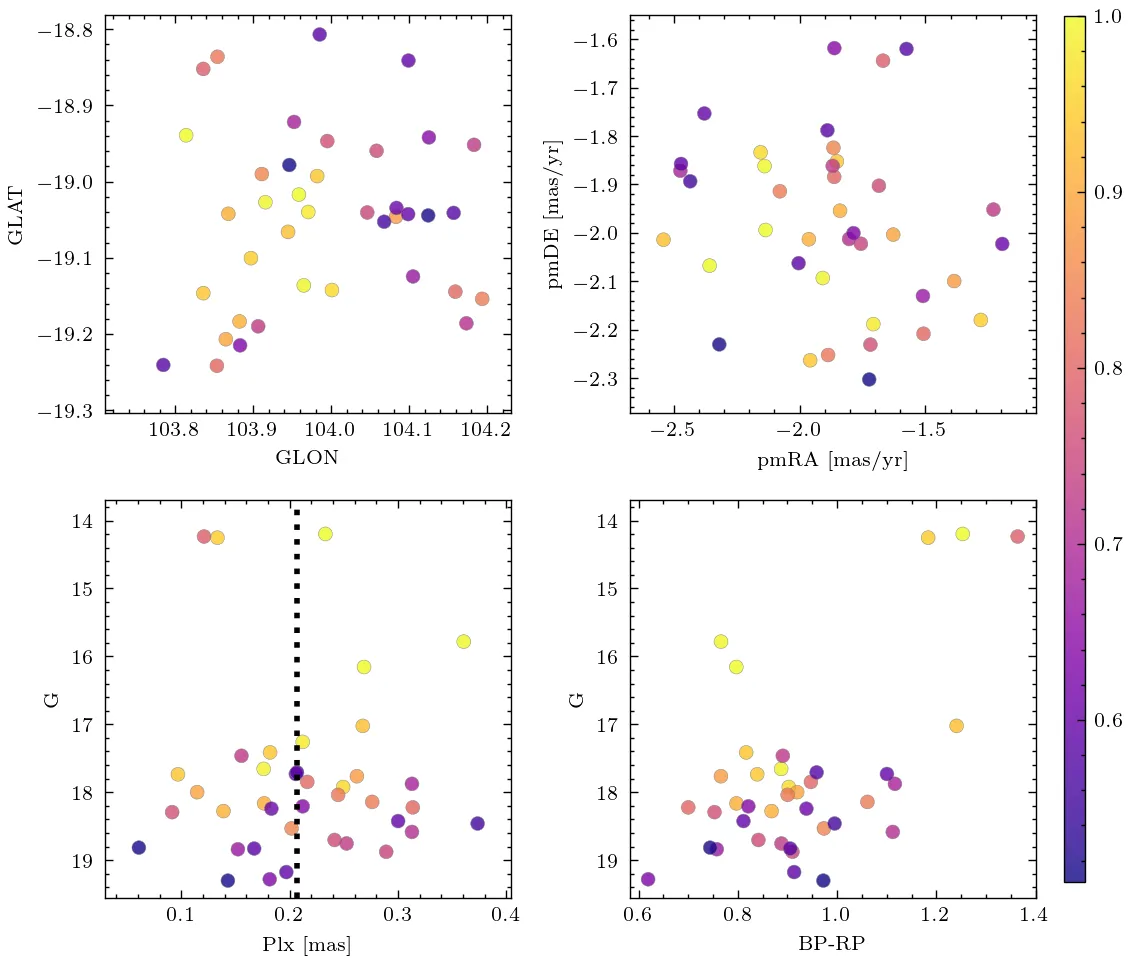 −18.8
−18.9
−19.0
−19.1
−19.2
−19.3
GLAT
103.8 103.9 104.0 104.1 104.2
GLON
−1.6
−1.7
−1.8
−1.9
−2.0
−2.1
−2.2
−2.3
pmDE [mas/yr]
−2.5 −2.0 −1.5
pmRA [mas/yr]
1.0
0.9
0.8
0.7
0.6
14
15
16
17
18
19
G
0.1 0.2 0.3 0.4
Plx [mas]
14
15
16
17
18
19
G
0.6 0.8 1.0 1.2 1.4
BP-RP